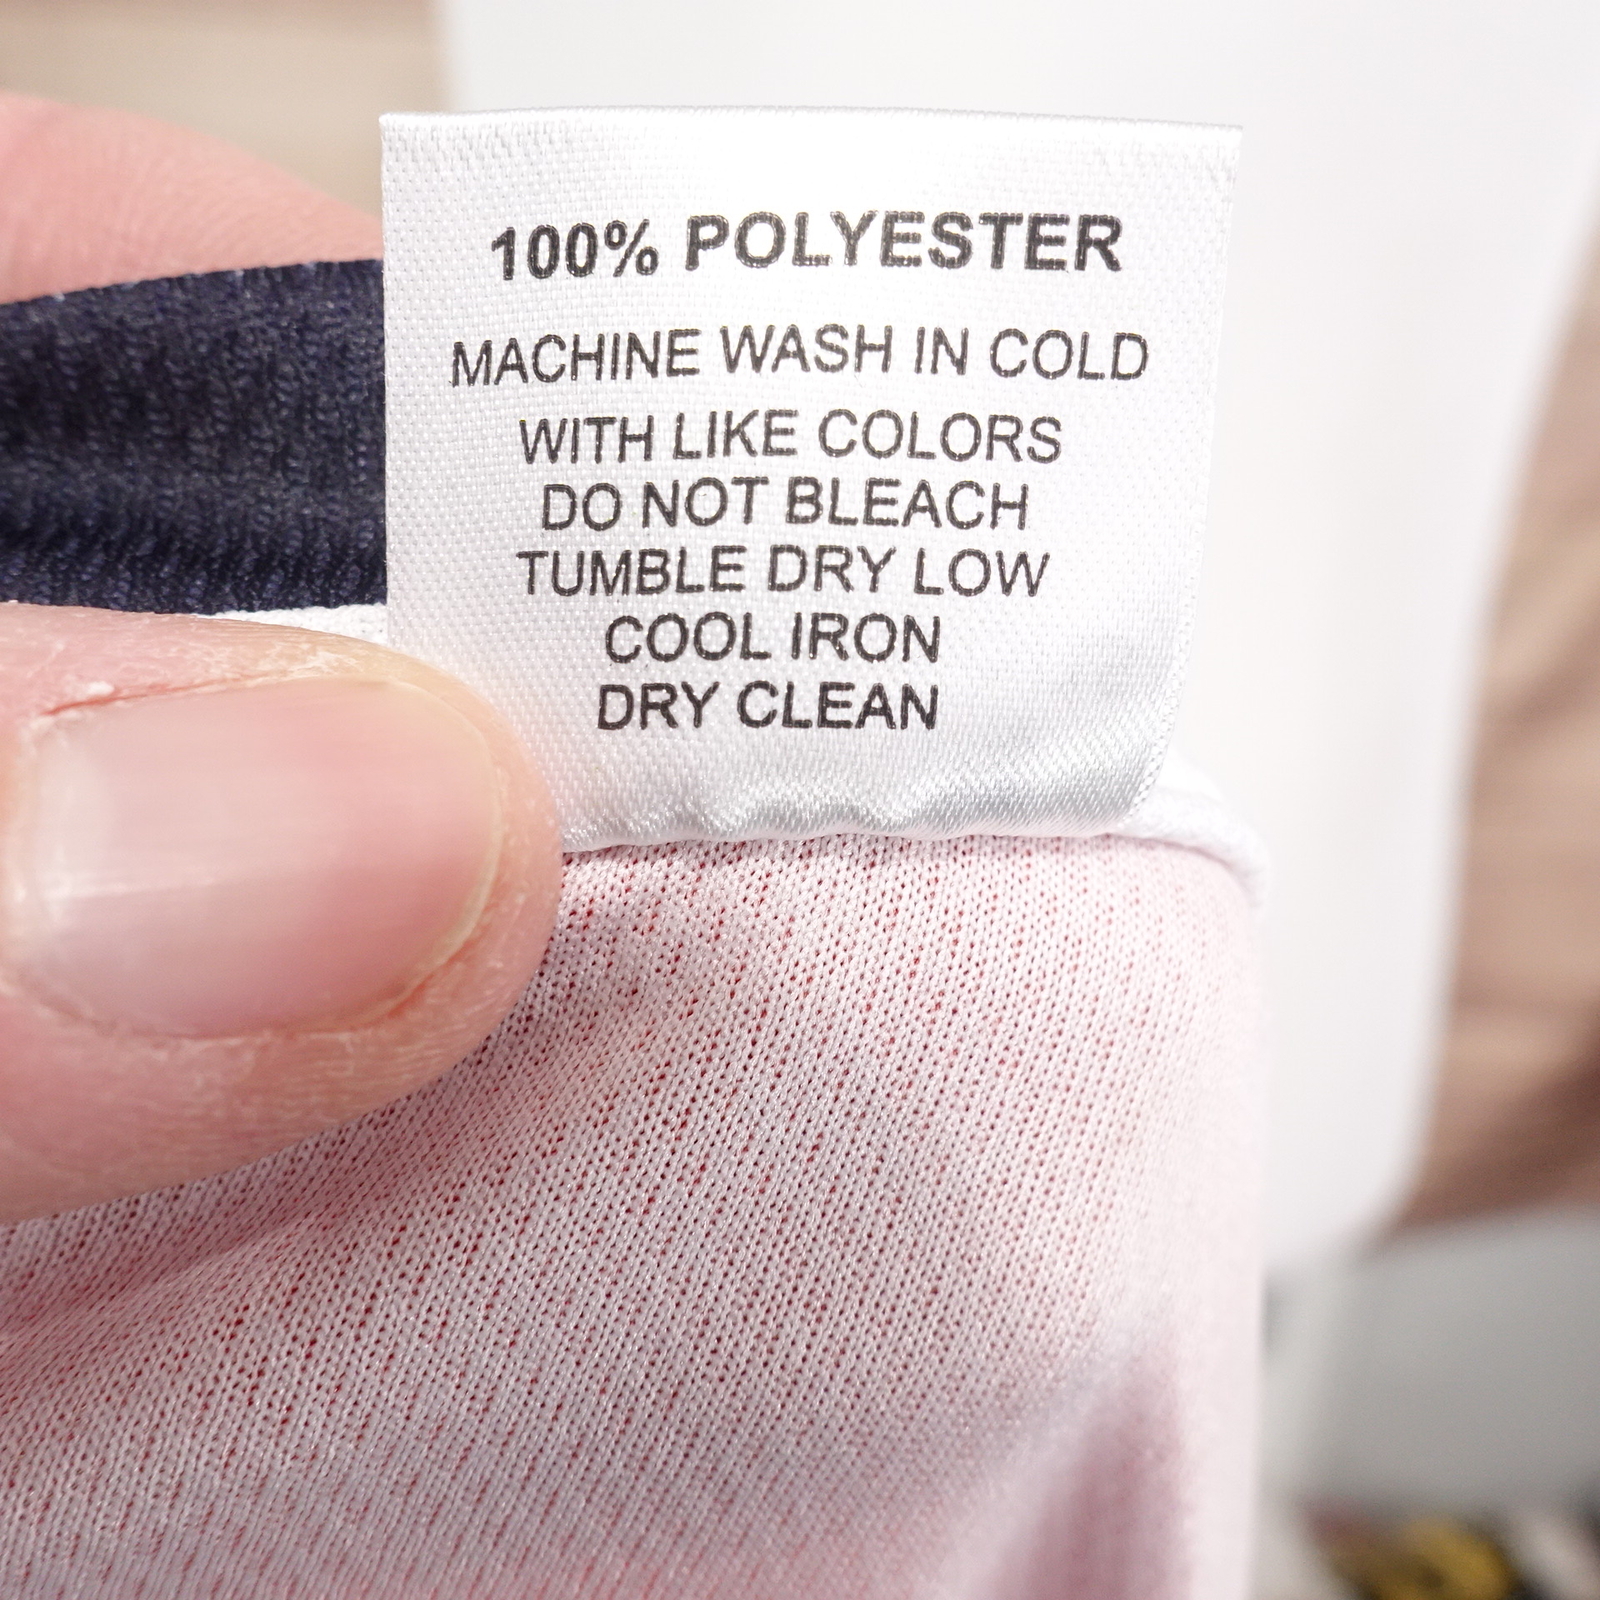 100% POLYESTER
MACHINE WASH IN COLD
WITH LIKE COLORS
DO NOT BLEACH
TUMBLE DRY LOW
COOL IRON
DRY CLEAN